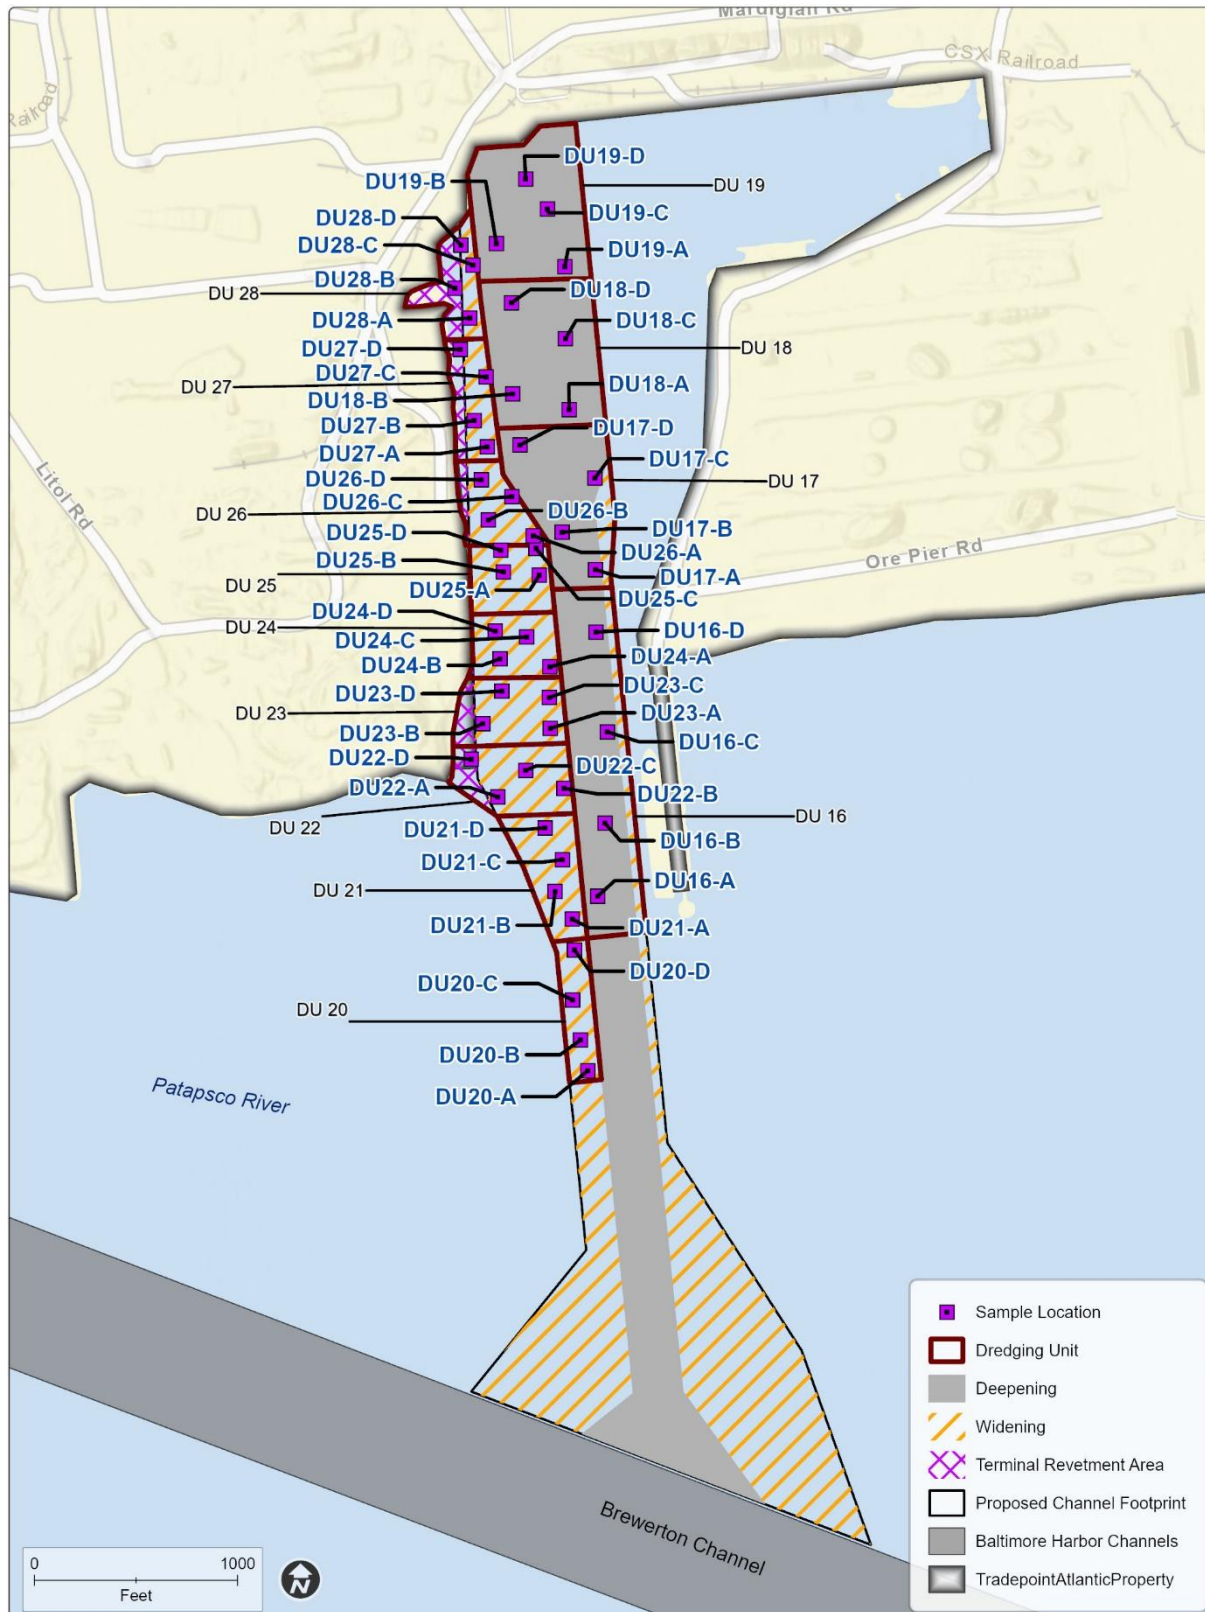 Mardigian Rd
CSX Railroad
Railroad
DU19-D
DU19-B
DU 19
DU28-D
DU19-C
DU28-C
DU19-A
DU28-B
DU 28
DU18-D
DU28-A
DU18-C
DU27-D
DU 18
DU27-C
DU 27
DU18-B
DU18-A
DU27-B
DU17-D
DU27-A
DU17-C
DU26-D
DU 17
Litol Rd
DU26-C
DU 26
DU26-B
DU25-D
DU17-B
DU26-A
DU25-B
Ore Pier Rd
DU 25
DU25-A
DU17-A
DU25-C
DU24-D
DU 24
DU24-C
DU16-D
DU24-B
DU24-A
DU23-D
DU23-C
DU 23
DU23-A
DU23-B
DU16-C
DU22-D
DU22-C
DU22-A
DU22-B
DU 22
DU 16
DU21-D
DU16-B
DU21-C
DU 21
DU16-A
DU21-B
DU21-A
DU20-D
DU20-C
DU 20
DU20-B
DU20-A
Patapsco River
Brewerton Channel
Sample Location
Dredging Unit
Deepening
Widening
Terminal Revetment Area
Proposed Channel Footprint
Baltimore Harbor Channels
TradepointAtlanticProperty
0 1000
Feet
N